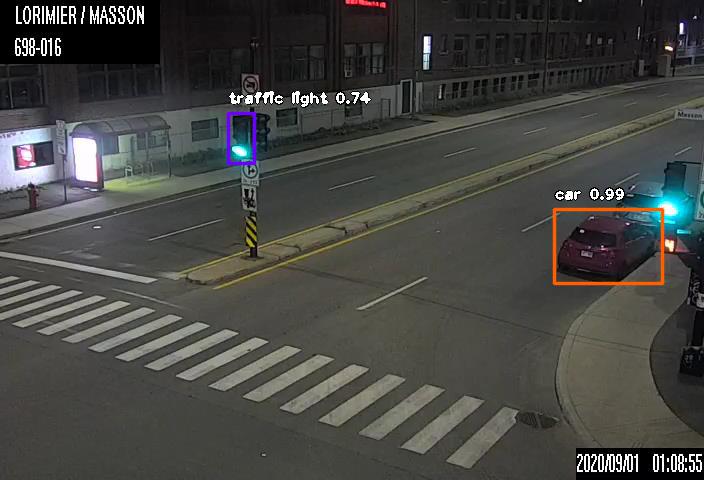 LORIMIER / MASSON
698-016
traffic light 0.74
Masson
car 0.99
2020/09/01 01:08:55